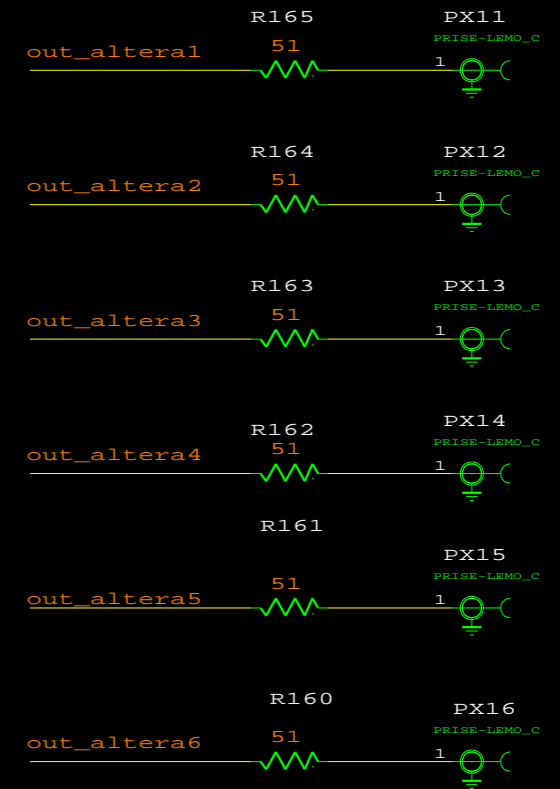 R165 PX11
51 PRISE-LEMO_C
out_altera1 1
R164 PX12
51 PRISE-LEMO_C
out_altera2 1
R163 PX13
51 PRISE-LEMO_C
out_altera3 1
R162 PX14
51 PRISE-LEMO_C
out_altera4 1
R161
PX15
51 PRISE-LEMO_C
out_altera5 1
R160 PX16
51 PRISE-LEMO_C
out_altera6 1